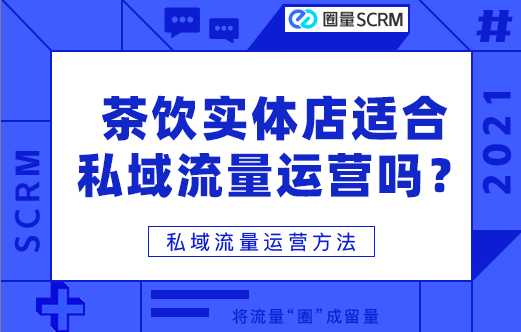 圈量SCRM
#
茶饮实体店适合
私域流量运营吗？
私域流量运营方法
SCRM
2021
将流量“圈”成留量